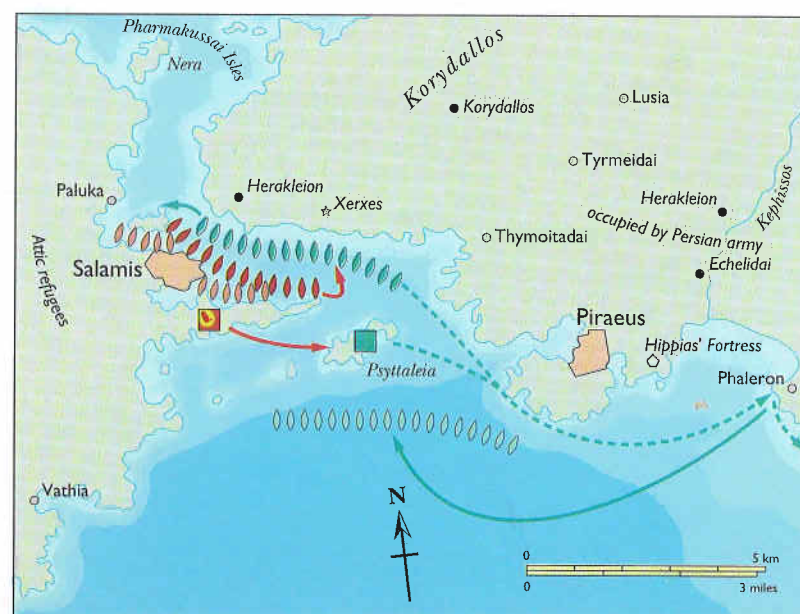 Pharmakussai Isles
Nera
Korydallos
Korydallos
Lusia
Tyrmeidai
Paluka
Herakleion
Xerxes
Herakleion
Kephissos
occupied by Persian army
Thymoitadai
Attic refugees
Salamis
Echelidai
Piraeus
Hippias' Fortress
Psyttaleia
Phaleron
Vathia
N
0 5 km
0 3 miles